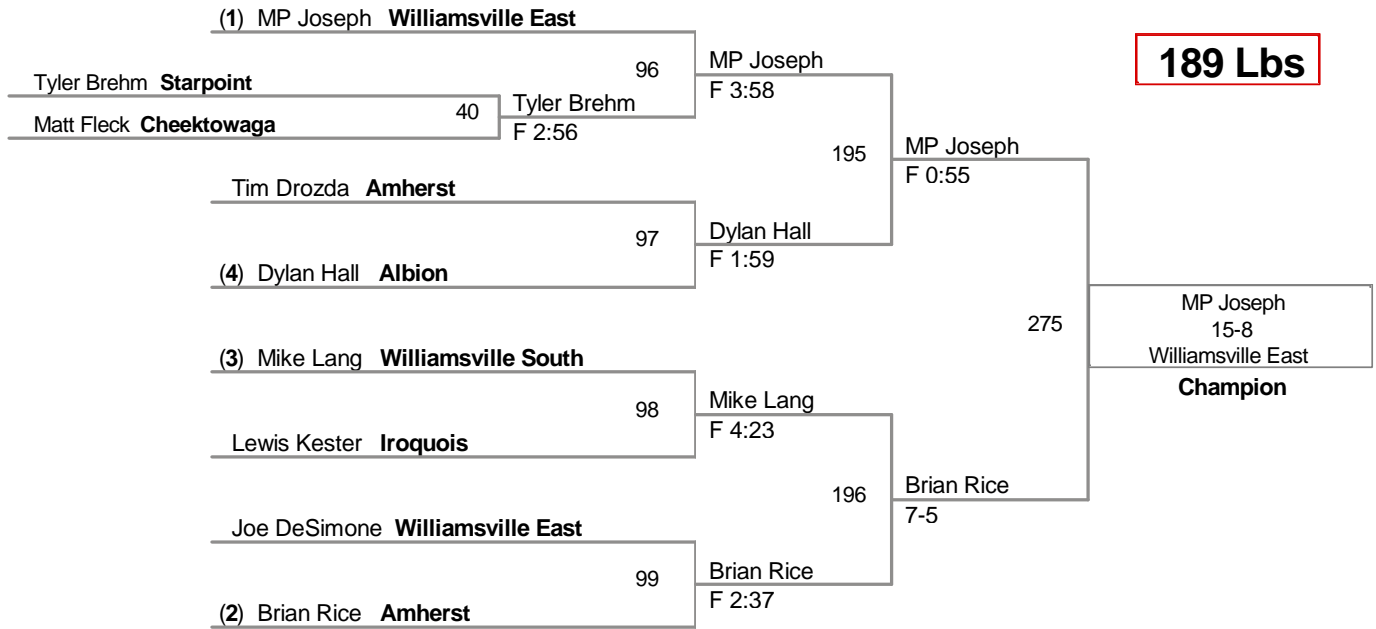 (1) MP Joseph Williamsville East
189 Lbs
96
MP Joseph
F 3:58
Tyler Brehm Starpoint
40
Tyler Brehm
F 2:56
Matt Fleck Cheektowaga
195
MP Joseph
F 0:55
Tim Drozda Amherst
97
Dylan Hall
F 1:59
(4) Dylan Hall Albion
275
MP Joseph
15-8
Williamsville East
Champion
(3) Mike Lang Williamsville South
98
Mike Lang
F 4:23
Lewis Kester Iroquois
196
Brian Rice
7-5
Joe DeSimone Williamsville East
99
Brian Rice
F 2:37
(2) Brian Rice Amherst